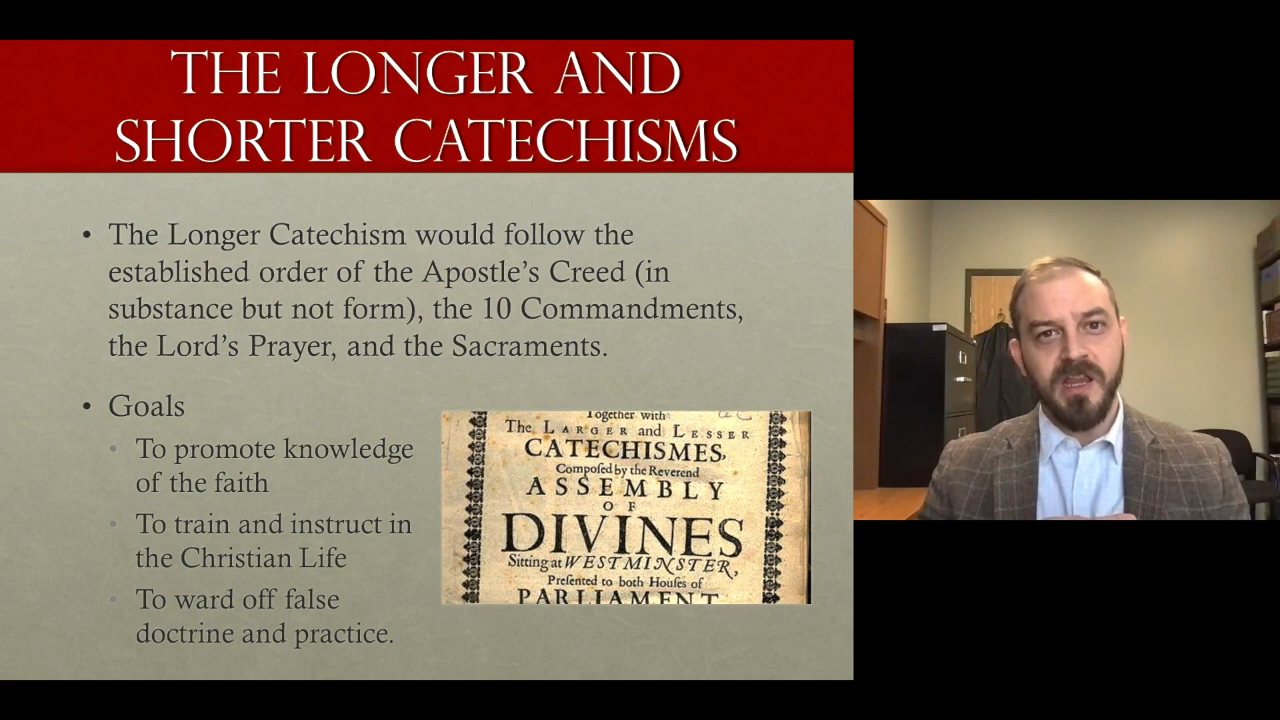 THE LONGER AND
SHORTER CATECHISMS
• The Longer Catechism would follow the
established order of the Apostle’s Creed (in
substance but not form), the 10 Commandments,
the Lord’s Prayer, and the Sacraments.
• Goals
• To promote knowledge
of the faith
• To train and instruct in
the Christian Life
• To ward off false
doctrine and practice.
Together with
The LARGER and LESSER
CATECHISMES,
Compoſed by the Reverend
ASSEMBLY
OF
DIVINES
Sitting at WESTMINSTER,
Preſented to both Houſes of
PARLIAMENT